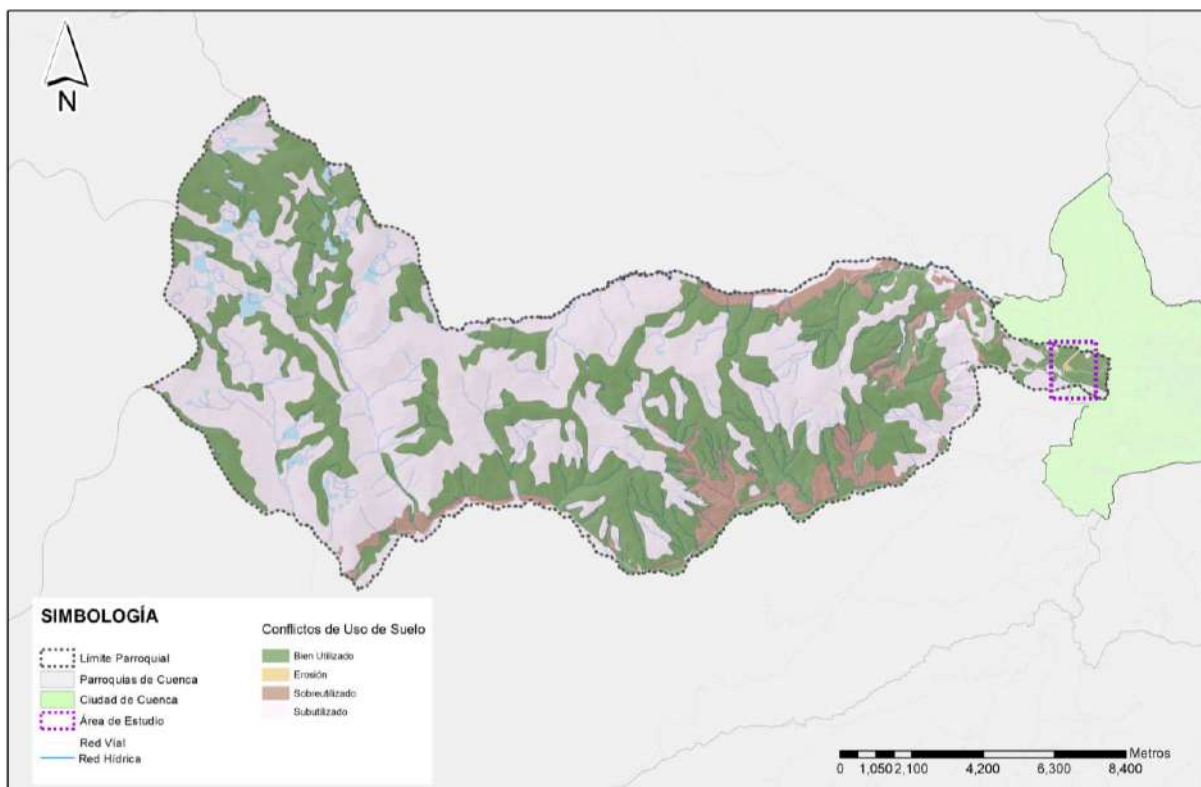 N
SIMBOLOGÍA
Límite Parroquial
Parroquias de Cuenca
Ciudad de Cuenca
Área de Estudio
Red Víal
Red Hídrica
Conflictos de Uso de Suelo
Bien Utilizado
Erosión
Sobreutilizado
Subutilizado
Metros
0 1,050 2,100 4,200 6,300 8,400